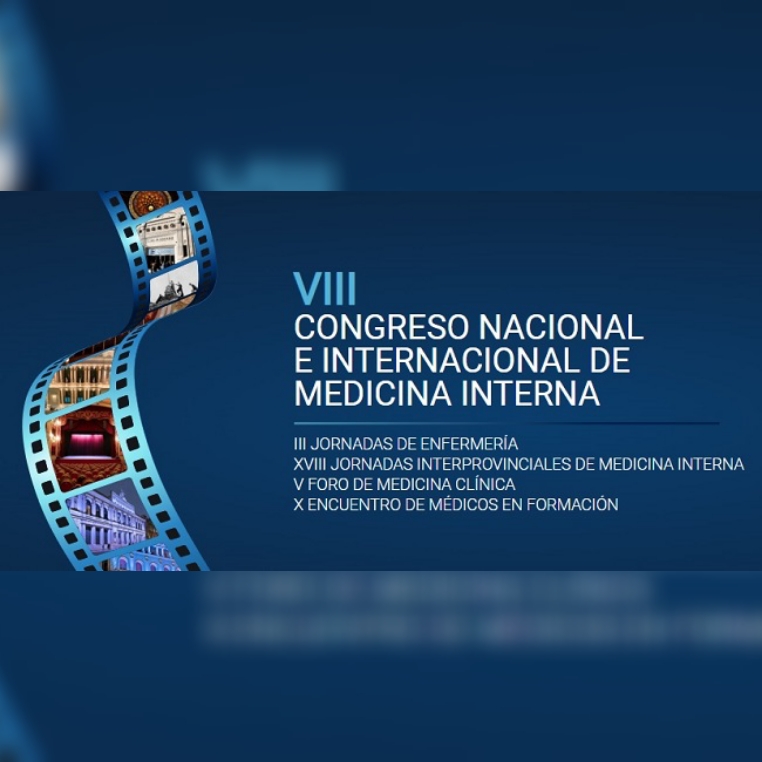 VIII
CONGRESO NACIONAL
E INTERNACIONAL DE
MEDICINA INTERNA
III JORNADAS DE ENFERMERÍA
XVIII JORNADAS INTERPROVINCIALES DE MEDICINA INTERNA
V FORO DE MEDICINA CLÍNICA
X ENCUENTRO DE MÉDICOS EN FORMACIÓN